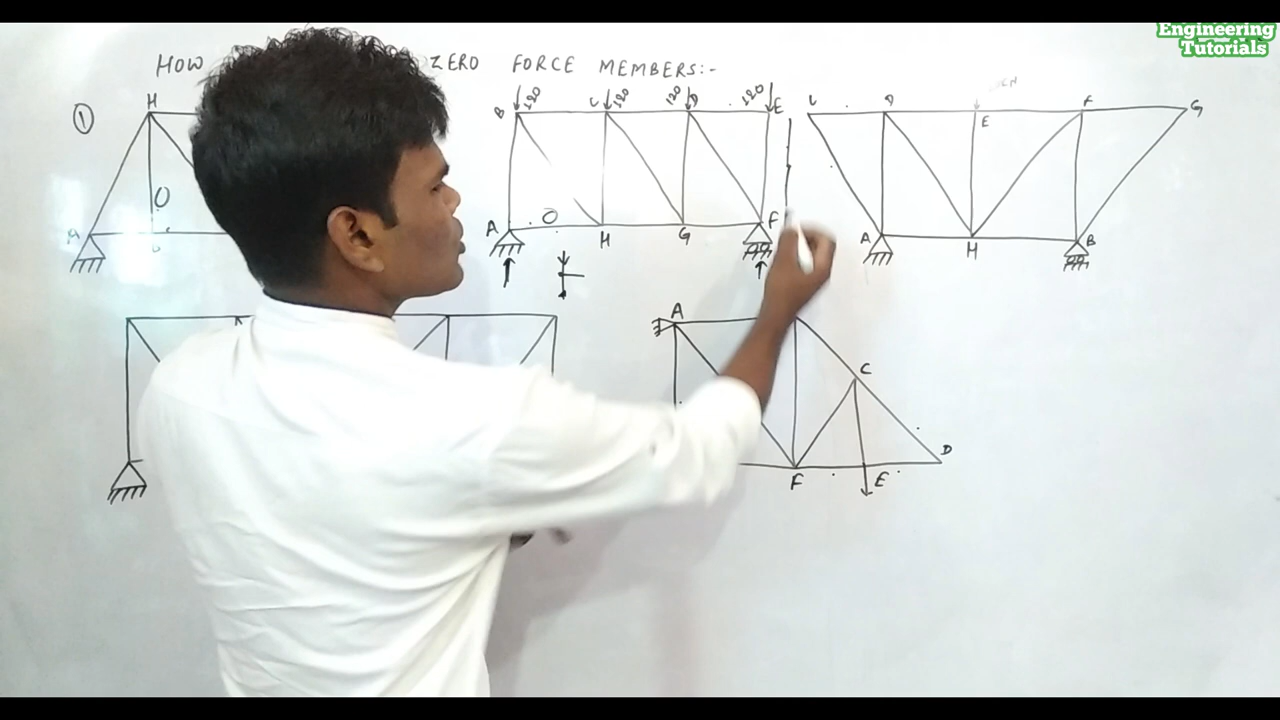 Engineering
Tutorials
HOW ZERO FORCE MEMBERS:-
1
H
O
A
B 120 C 120 120 D 120 E
A O H G F
D E F G
A H B
A
C
D
F E